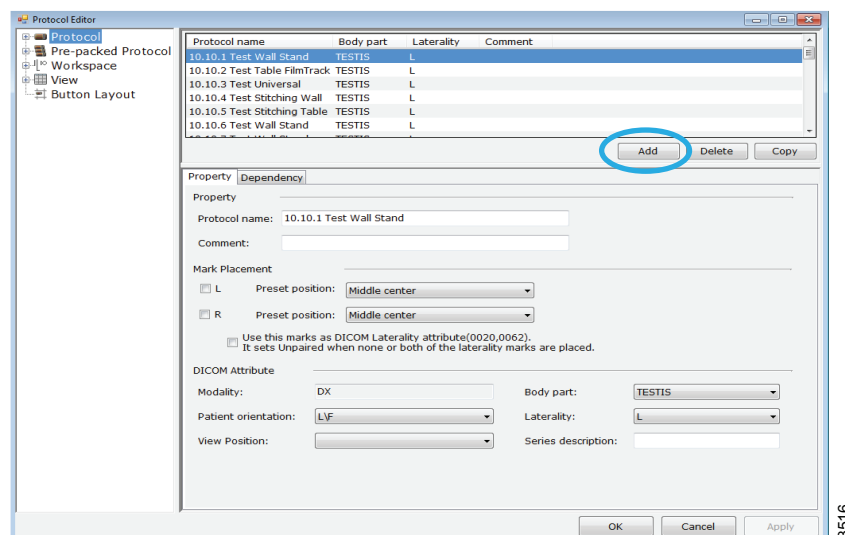 Protocol Editor
Protocol
Pre-packed Protocol
Workspace
View
Button Layout
Protocol name Body part Laterality Comment
10.10.1 Test Wall Stand TESTIS L
10.10.2 Test Table FilmTrack TESTIS L
10.10.3 Test Universal TESTIS L
10.10.4 Test Stitching Wall TESTIS L
10.10.5 Test Stitching Table TESTIS L
10.10.6 Test Wall Stand TESTIS L
Add Delete Copy
Property Dependency
Property
Protocol name: 10.10.1 Test Wall Stand
Comment:
Mark Placement
L Preset position: Middle center
R Preset position: Middle center
Use this marks as DICOM Laterality attribute(0020,0062).
It sets Unpaired when none or both of the laterality marks are placed.
DICOM Attribute
Modality: DX Body part: TESTIS
Patient orientation: L\F Laterality: L
View Position: Series description:
OK Cancel Apply